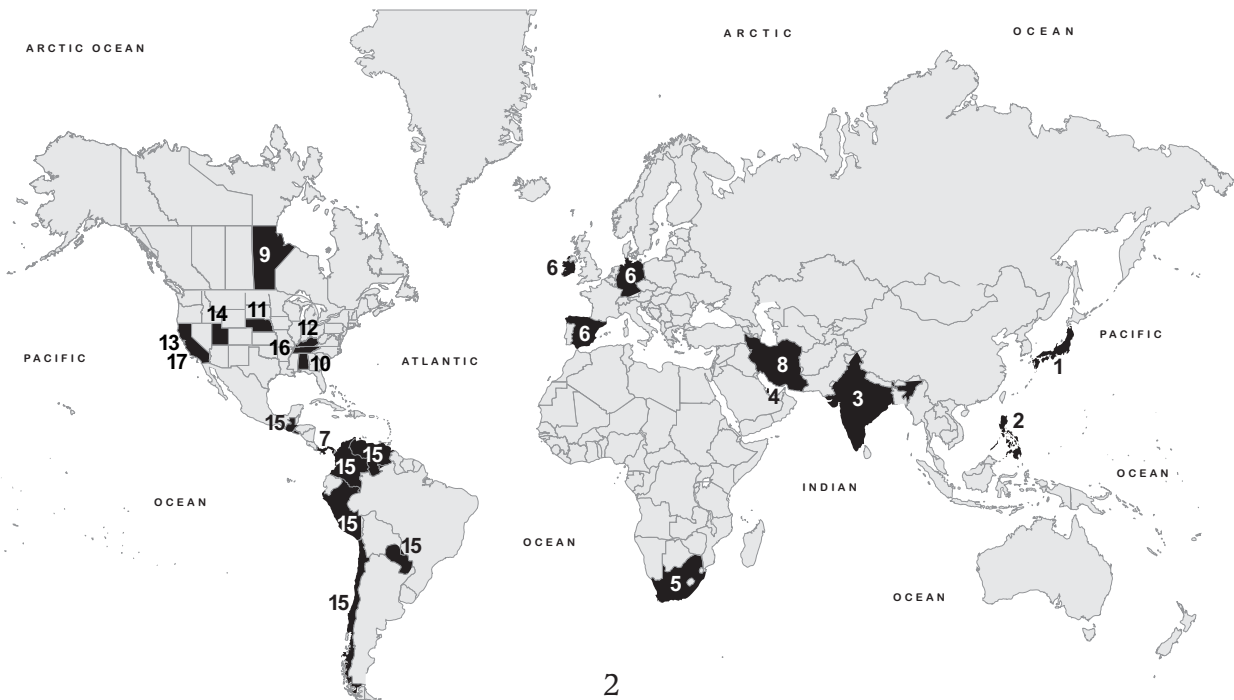 ARCTIC OCEAN
ARCTIC
OCEAN
9
6
6
14
11
12
13
17
16
10
6
8
4
3
1
2
PACIFIC
ATLANTIC
PACIFIC
15
7
15
15
15
15
15
5
OCEAN
OCEAN
INDIAN
OCEAN
OCEAN
2